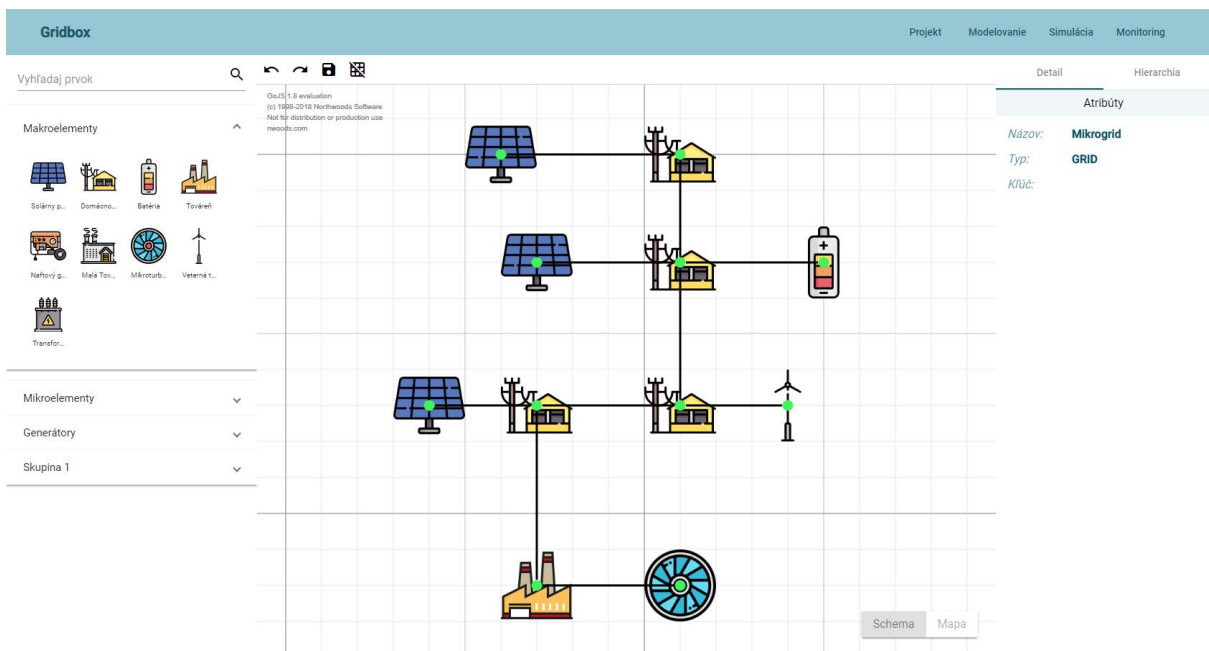 Gridbox
Projekt Modelovanie Simulácia Monitoring
Vyhľadaj prvok
Makroelementy
Solárny p... Domácno... Batéria Továreň
Naftový g... Malá Tov... Mikroturb... Veterná t...
Transfor...
Mikroelementy
Generátory
Skupina 1
GoJS 1.8 evaluation
(c) 1998-2018 Northwoods Software
Not for distribution or production use
nwoods.com
Schema Mapa
Detail Hierarchia
Atribúty
Názov: Mikrogrid
Typ: GRID
Kľúč: